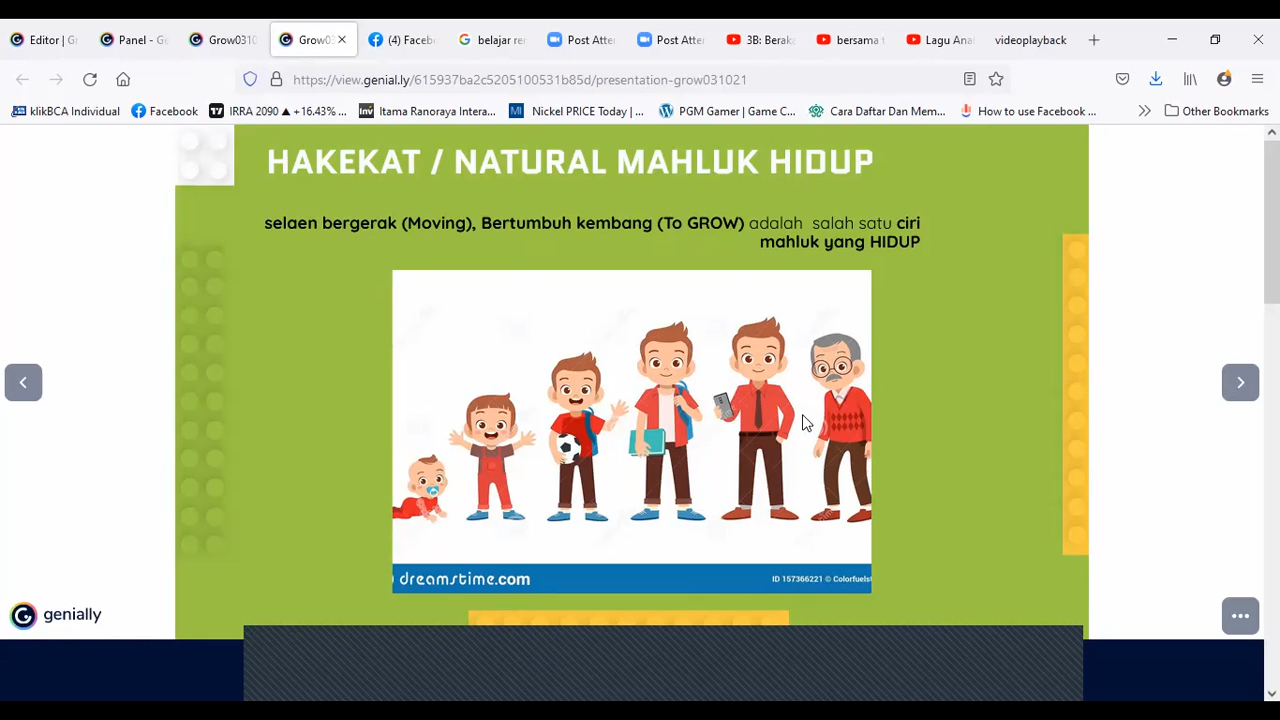 Editor | G
Panel - Ge
Grow0310
Grow0
(4) Faceb
belajar re
Post Atte
Post Atte
3B: Berak
bersama t
Lagu Ana
videoplayback
https://view.genial.ly/615937ba2c5205100531b85d/presentation-grow031021
klikBCA Individual
Facebook
IRRA 2090 ▲ +16.43% ...
Itama Ranoraya Intera...
Nickel PRICE Today | ...
PGM Gamer | Game C...
Cara Daftar Dan Mem...
How to use Facebook ...
Other Bookmarks
HAKEKAT / NATURAL MAHLUK HIDUP
selaen bergerak (Moving), Bertumbuh kembang (To GROW) adalah salah satu ciri
mahluk yang HIDUP
dreamstime.com
ID 157366221 © Colorfuels
genially